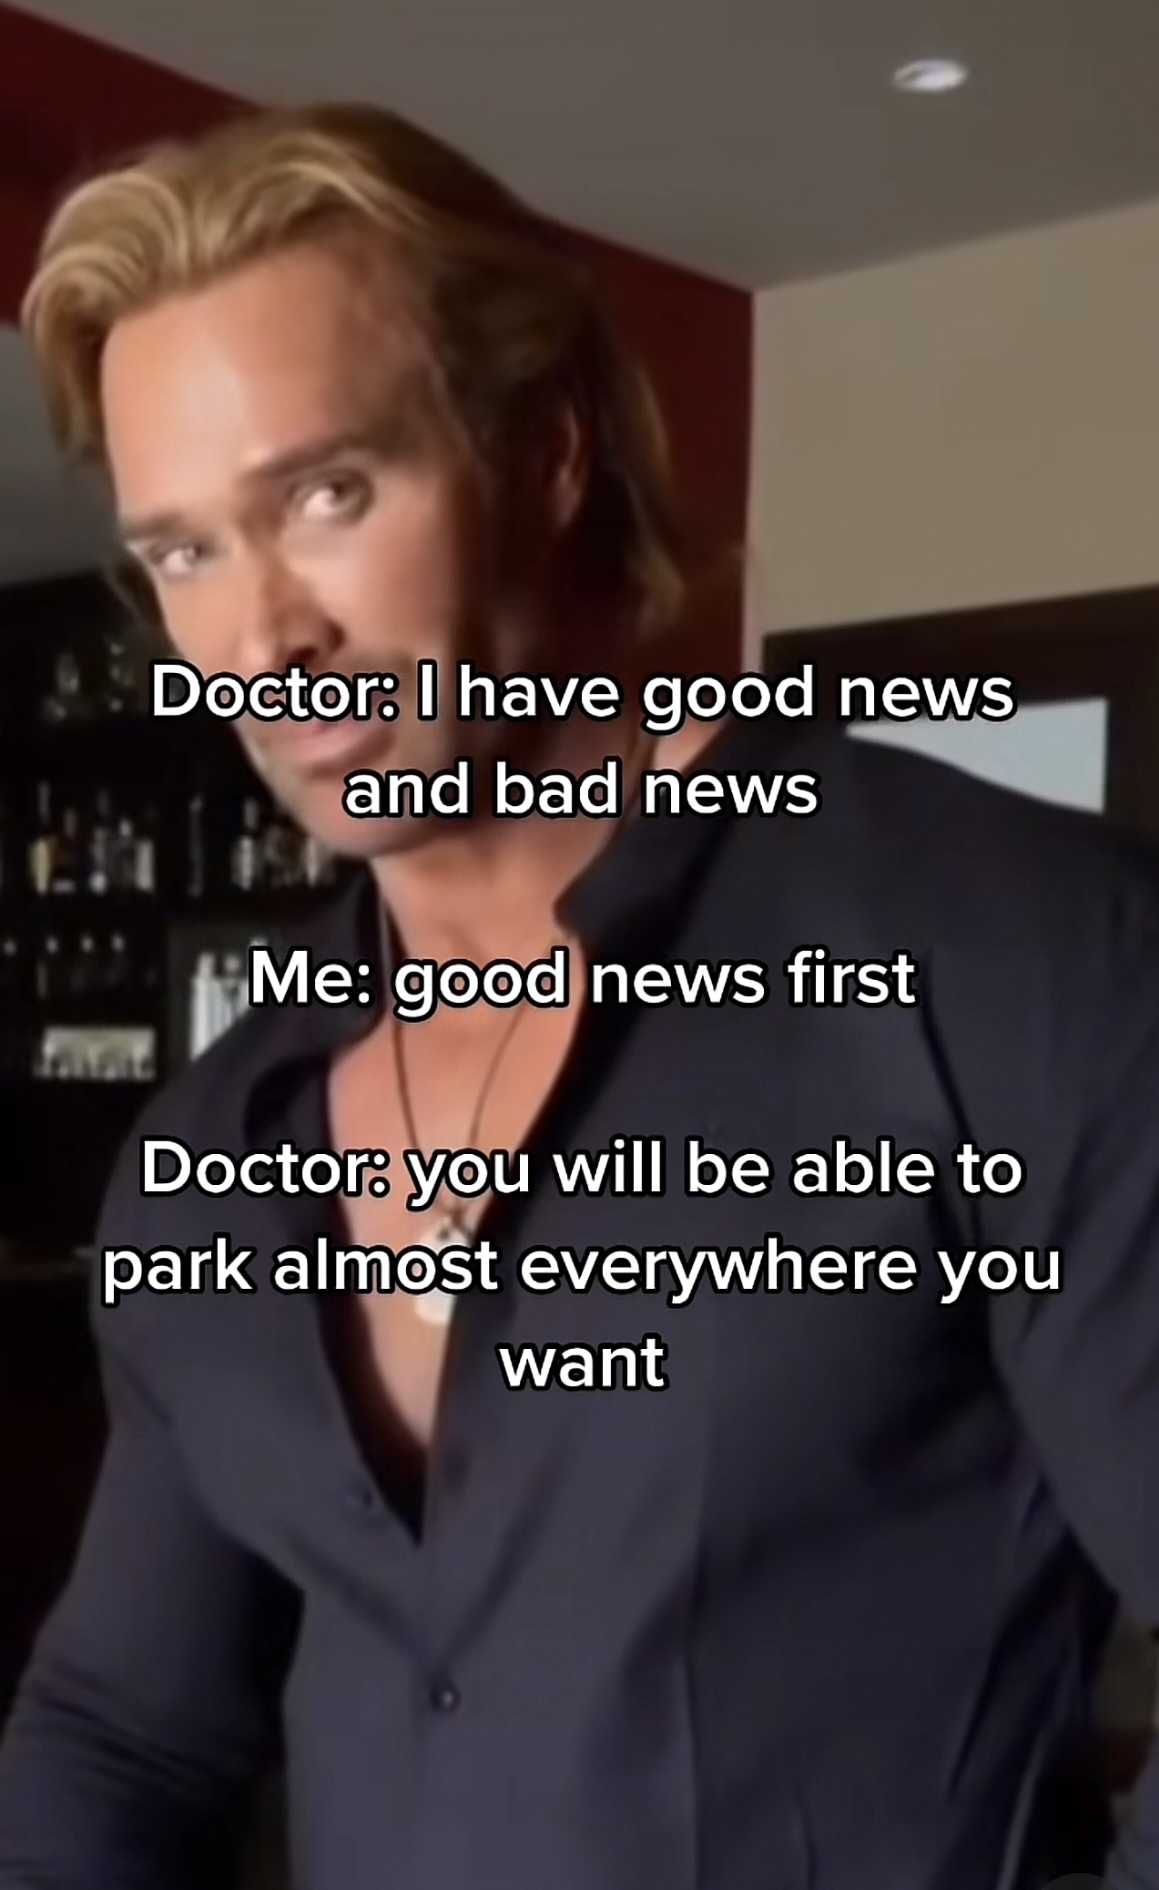 Doctor: I have good news
and bad news
Me: good news first
Doctor: you will be able to
park almost everywhere you
want